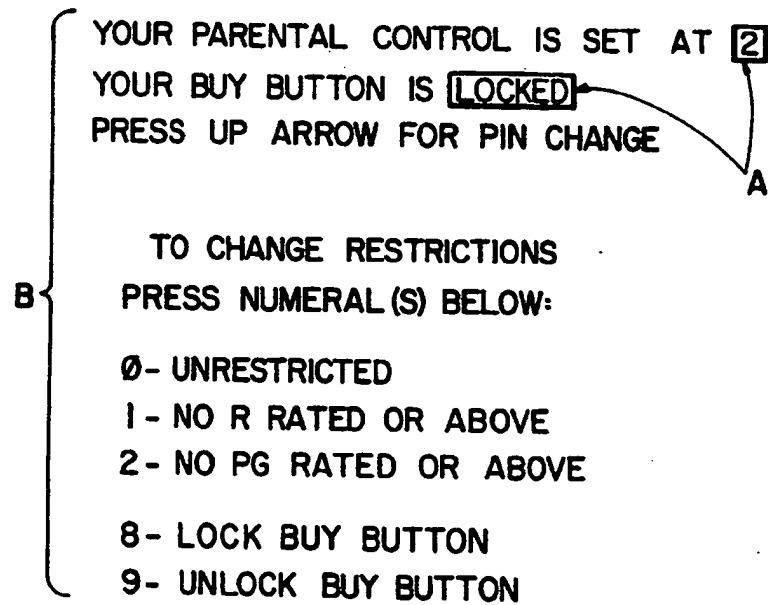 YOUR PARENTAL CONTROL IS SET AT 2
YOUR BUY BUTTON IS LOCKED
PRESS UP ARROW FOR PIN CHANGE
A
TO CHANGE RESTRICTIONS
B
PRESS NUMERAL(S) BELOW:
Ø- UNRESTRICTED
1- NO R RATED OR ABOVE
2- NO PG RATED OR ABOVE
8- LOCK BUY BUTTON
9- UNLOCK BUY BUTTON